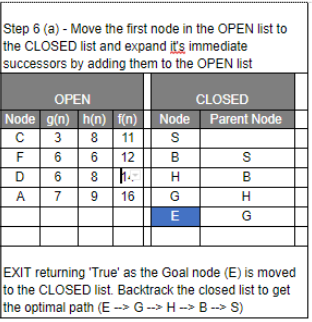 Step 6 (a) - Move the first node in the OPEN list to
the CLOSED list and expand it's immediate
successors by adding them to the OPEN list
OPEN CLOSED
Node g(n) h(n) f(n) Node Parent Node
C 3 8 11 S
F 6 6 12 B S
D 6 8 H B
A 7 9 16 G H
E G
EXIT returning 'True' as the Goal node (E) is moved
to the CLOSED list. Backtrack the closed list to get
the optimal path (E --> G --> H --> B --> S)